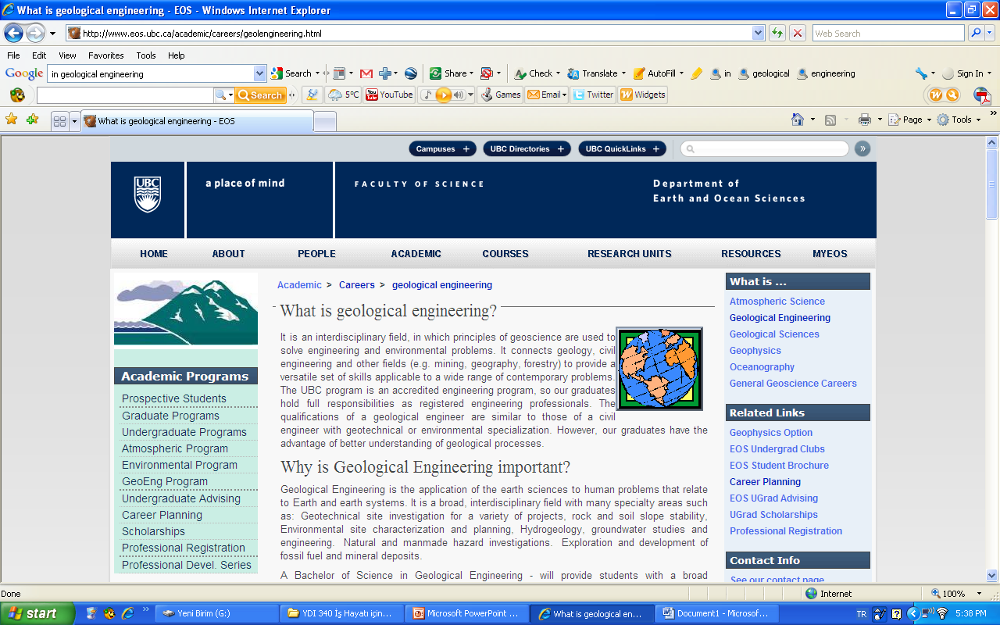 What is geological engineering - EOS - Windows Internet Explorer
http://www.eos.ubc.ca/academic/careers/geolengineering.html
Web Search
File Edit View Favorites Tools Help
Google in geological engineering Search Share Check Translate AutoFill in geological engineering Sign In
Search 5°C YouTube Games Email Twitter Widgets
What is geological engineering - EOS Page Tools
Campuses + UBC Directories + UBC QuickLinks +
UBC a place of mind FACULTY OF SCIENCE Department of
Earth and Ocean Sciences
HOME ABOUT PEOPLE ACADEMIC COURSES RESEARCH UNITS RESOURCES MYEOS
Academic Programs
Prospective Students
Graduate Programs
Undergraduate Programs
Atmospheric Program
Environmental Program
GeoEng Program
Undergraduate Advising
Career Planning
Scholarships
Professional Registration
Professional Devel. Series
Academic > Careers > geological engineering
What is geological engineering?
It is an interdisciplinary field, in which principles of geoscience are used to
solve engineering and environmental problems. It connects geology, civil
engineering and other fields (e.g. mining, geography, forestry) to provide a
versatile set of skills applicable to a wide range of contemporary problems.
The UBC program is an accredited engineering program, so our graduates
hold full responsibilities as registered engineering professionals. The
qualifications of a geological engineer are similar to those of a civil
engineer with geotechnical or environmental specialization. However, our graduates have the
advantage of better understanding of geological processes.
Why is Geological Engineering important?
Geological Engineering is the application of the earth sciences to human problems that relate
to Earth and earth systems. It is a broad, interdisciplinary field with many specialty areas such
as: Geotechnical site investigation for a variety of projects, rock and soil slope stability,
Environmental site characterization and planning, Hydrogeology, groundwater studies and
engineering. Natural and manmade hazard investigations. Exploration and development of
fossil fuel and mineral deposits.
A Bachelor of Science in Geological Engineering - will provide students with a broad
What is ...
Atmospheric Science
Geological Engineering
Geological Sciences
Geophysics
Oceanography
General Geoscience Careers
Related Links
Geophysics Option
EOS Undergrad Clubs
EOS Student Brochure
Career Planning
EOS UGrad Advising
UGrad Scholarships
Professional Registration
Contact Info
See our contact page
Done Internet 100%
start Yeni Birim (G:) YDI 340 İş Hayatı için... Microsoft PowerPoint ... What is geological en... Document1 - Microsof... TR 5:38 PM